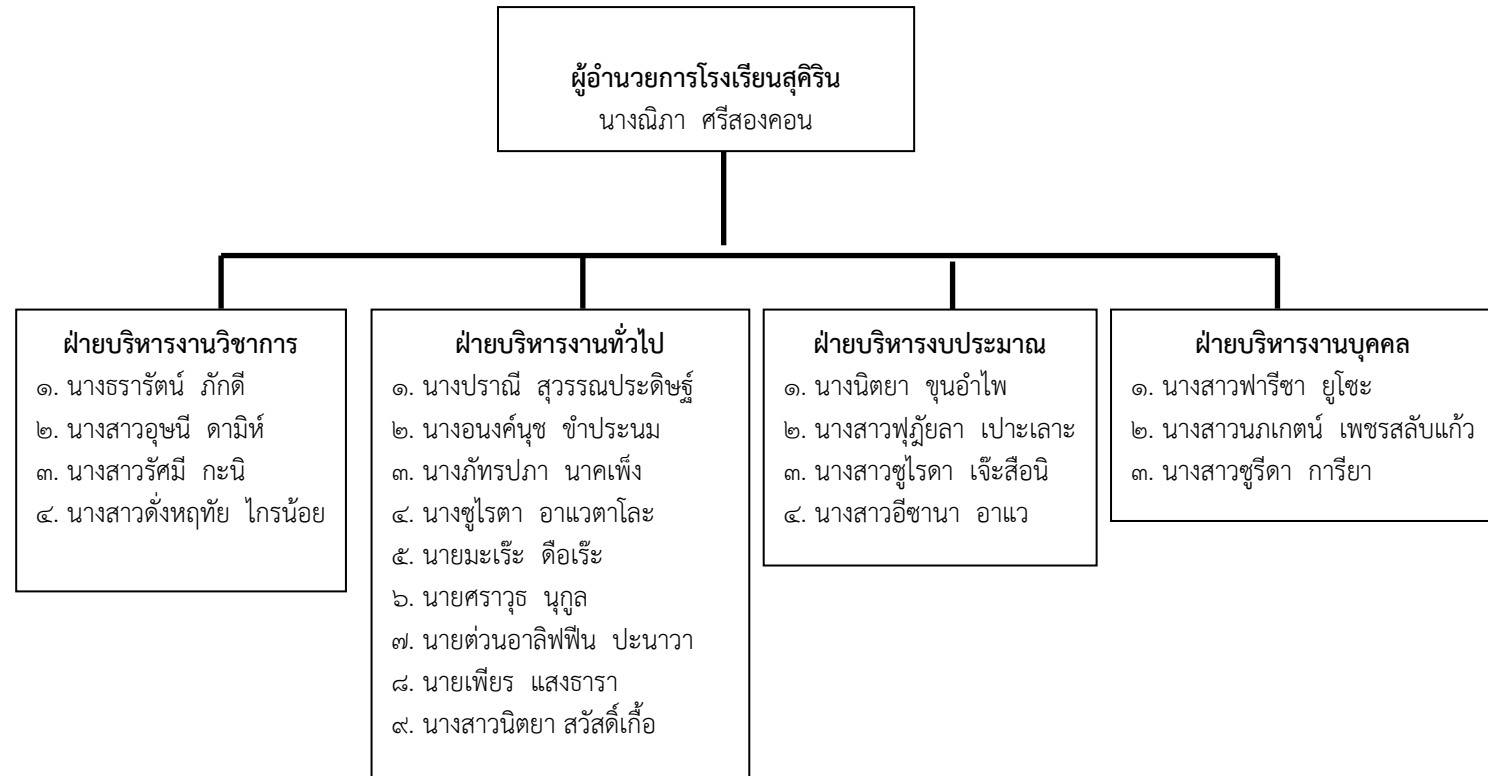 ผู้อำนวยการโรงเรียนสุคิริน
นางณิภา ศรีสองคอน
ฝ่ายบริหารงานวิชาการ
๑. นางธรารัตน์ ภักดี
๒. นางสาวอุษนี ดามิห์
๓. นางสาวรัศมี กะนิ
๔. นางสาวดั่งหฤทัย ไกรน้อย
ฝ่ายบริหารงานทั่วไป
๑. นางปราณี สุวรรณประดิษฐ์
๒. นางอนงค์นุช ขำประนม
๓. นางภัทรปภา นาคเพ็ง
๔. นางซูไรตา อาแวตาโละ
๕. นายมะเร๊ะ ดือเร๊ะ
๖. นายศราวุธ นุกูล
๗. นายต่วนอาลิฟฟีน ปะนาวา
๘. นายเพียร แสงธารา
๙. นางสาวนิตยา สวัสดิ์เกื้อ
ฝ่ายบริหารงบประมาณ
๑. นางนิตยา ขุนอำไพ
๒. นางสาวฟุฎัยลา เปาะเลาะ
๓. นางสาวซูไรดา เจ๊ะสือนิ
๔. นางสาวอีซานา อาแว
ฝ่ายบริหารงานบุคคล
๑. นางสาวฟารีซา ยูโซะ
๒. นางสาวนภเกตน์ เพชรสลับแก้ว
๓. นางสาวซูรีดา การียา